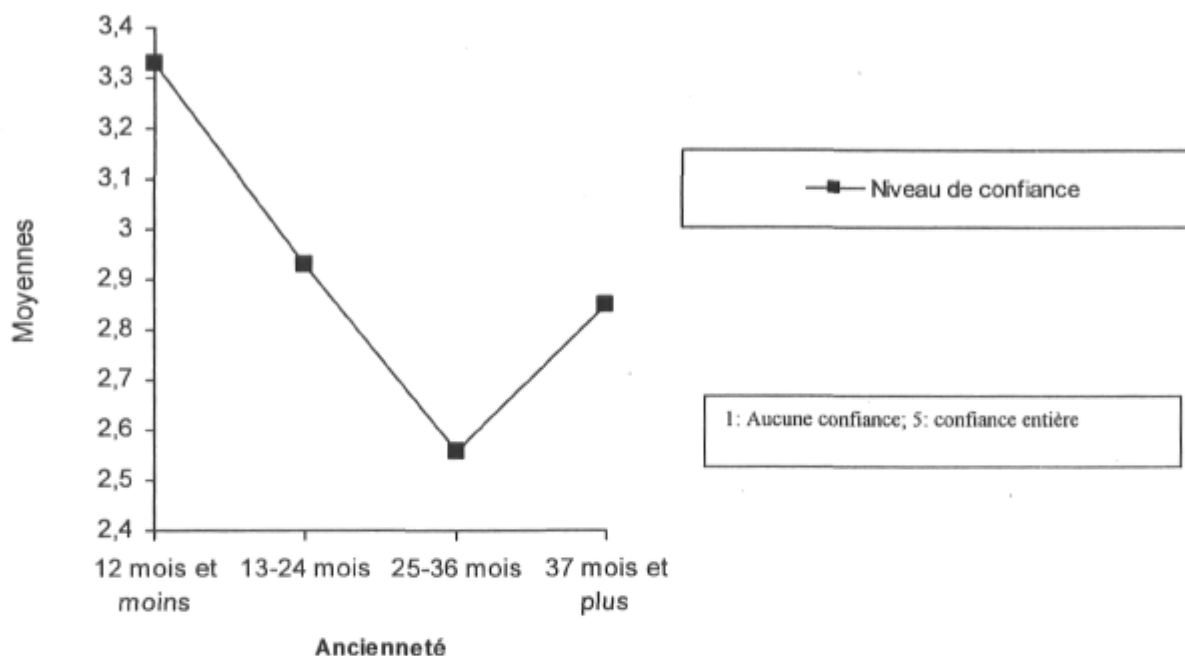 Moyennes
3,4
3,3
3,2
3,1
3
2,9
2,8
2,7
2,6
2,5
2,4
12 mois et
moins
13-24 mois
25-36 mois
37 mois et
plus
Ancienneté
Niveau de confiance
1: Aucune confiance; 5: confiance entière